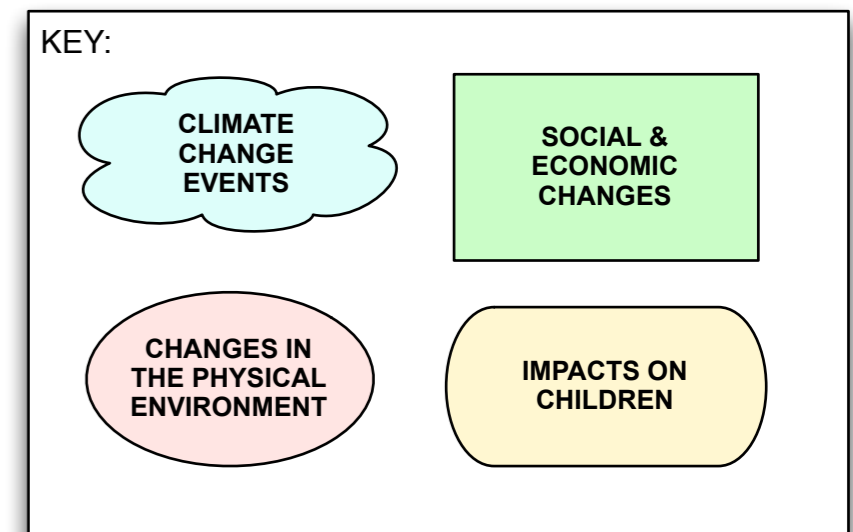 KEY:
CLIMATE
CHANGE
EVENTS
SOCIAL &
ECONOMIC
CHANGES
CHANGES IN
THE PHYSICAL
ENVIRONMENT
IMPACTS ON
CHILDREN